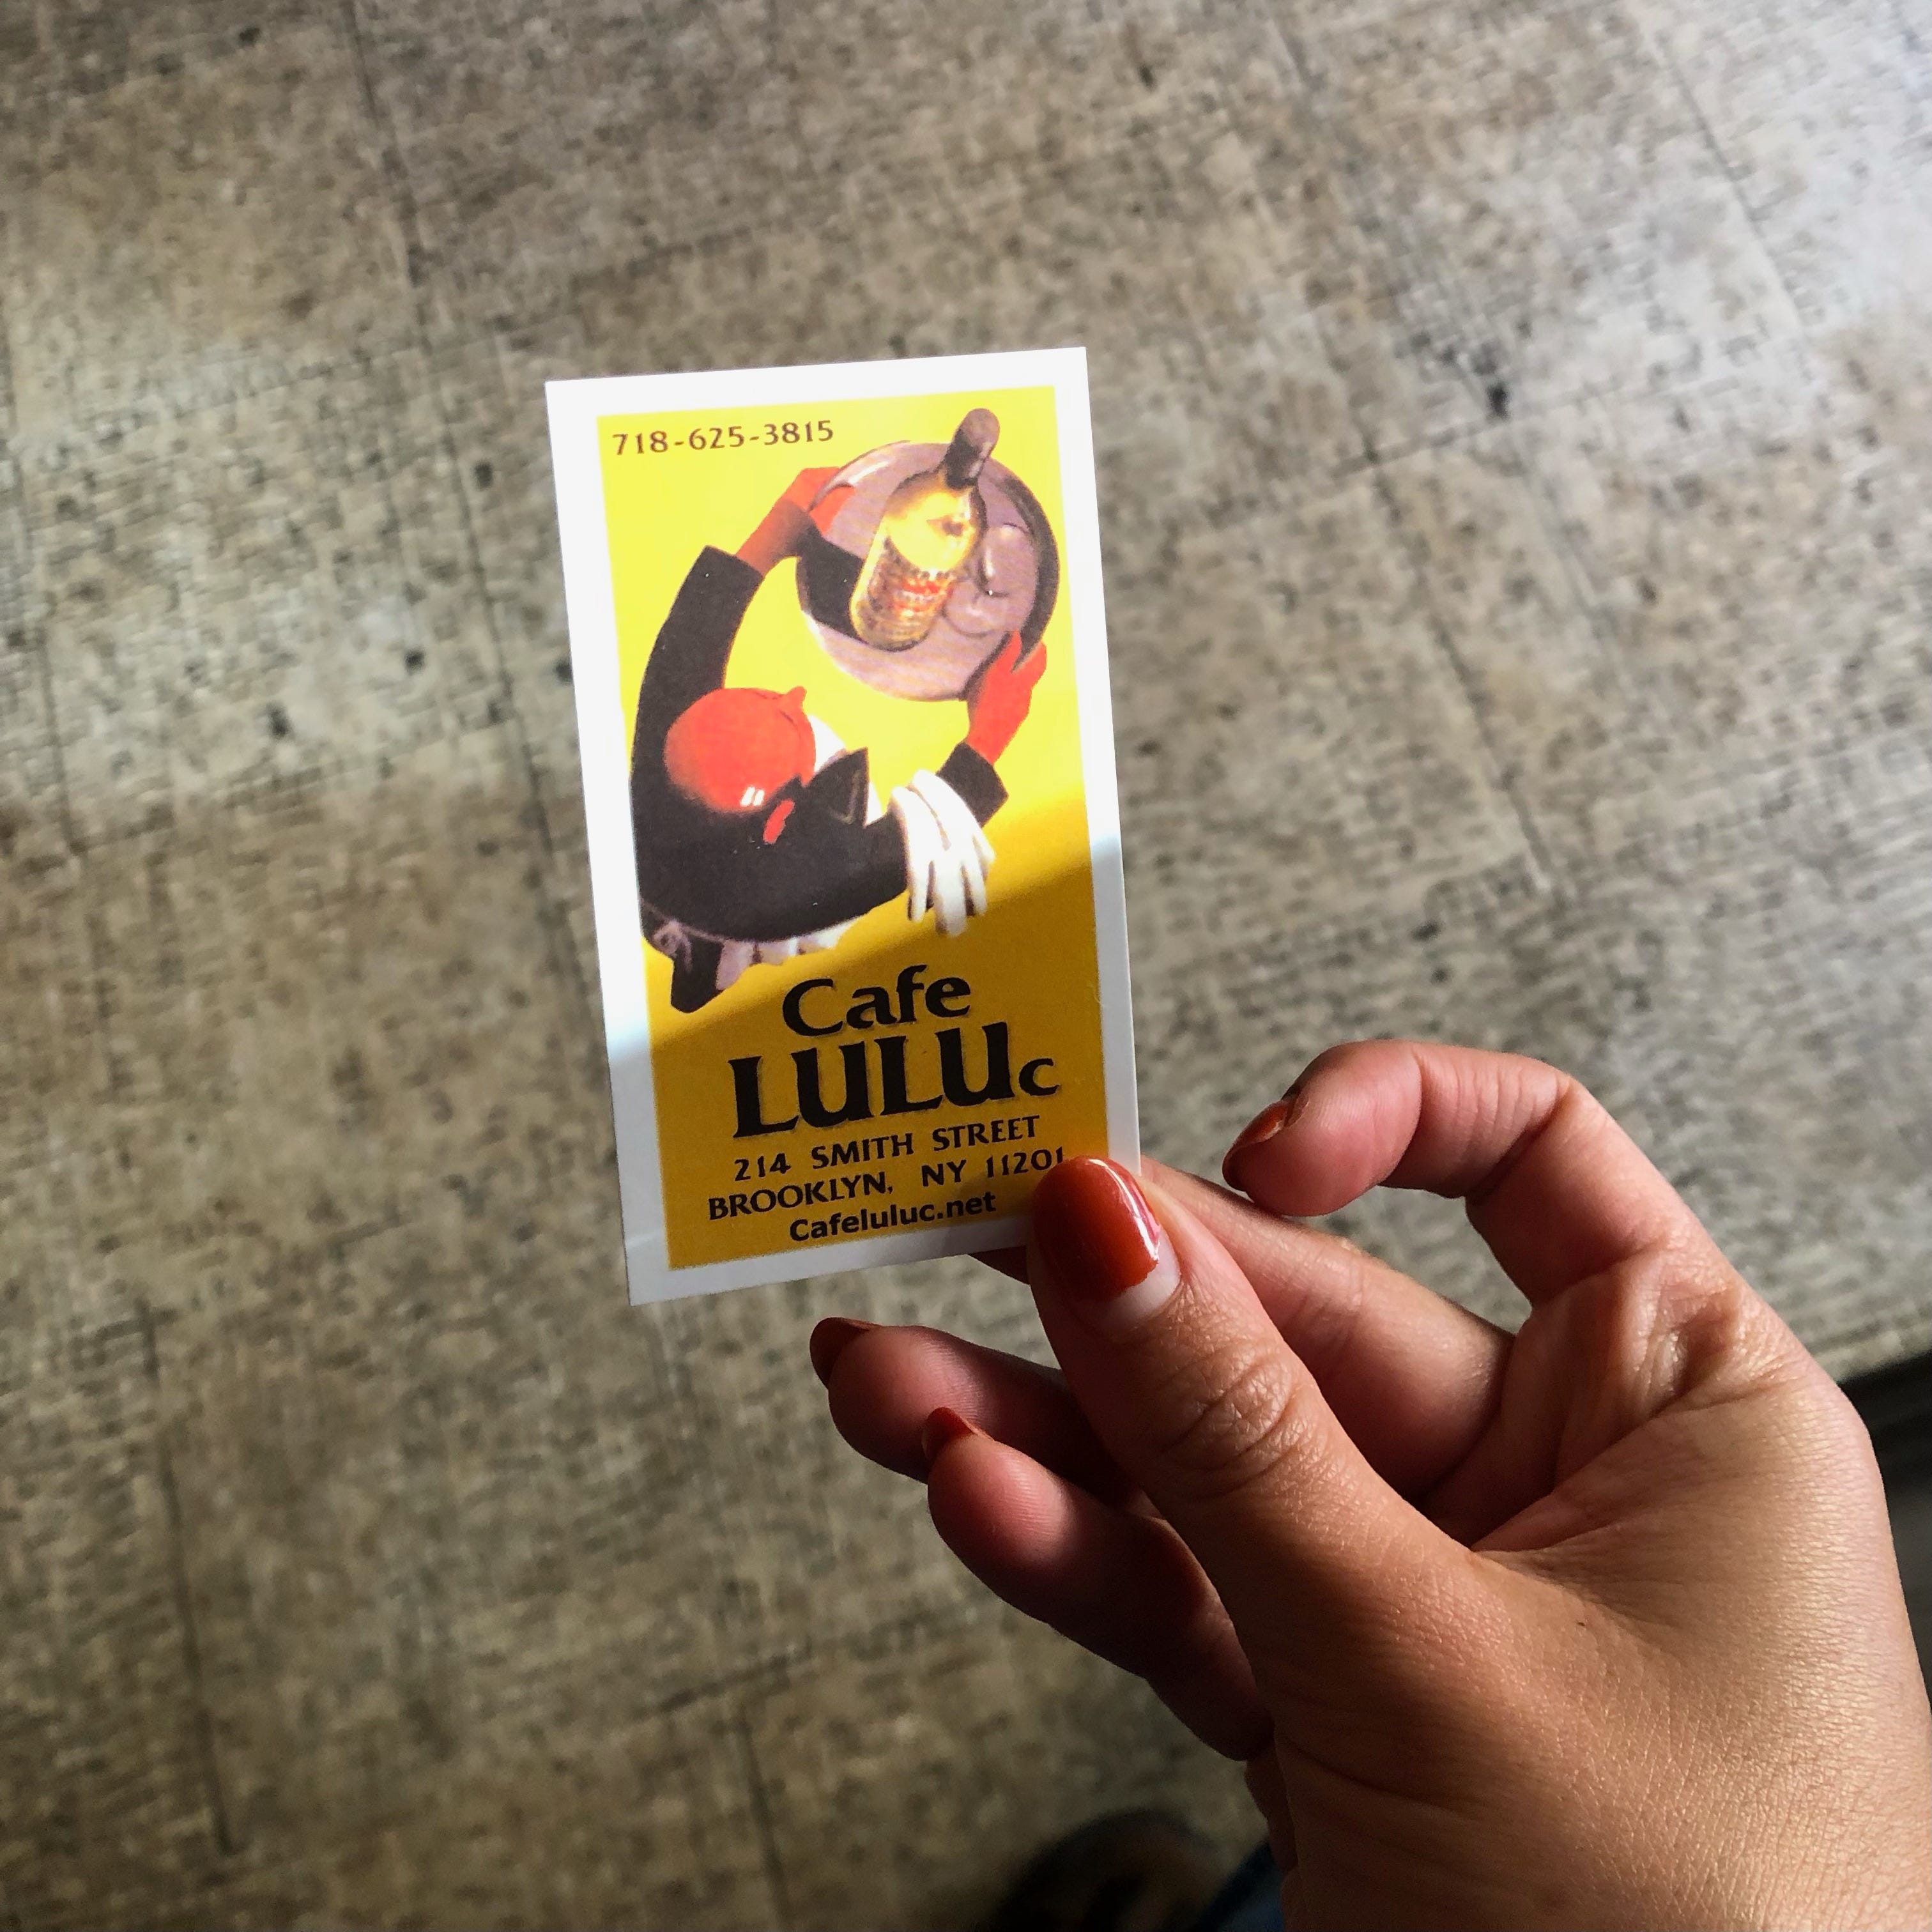 718-625-3815
Cafe
LULUc
214 SMITH STREET
BROOKLYN, NY 11201
Cafeluluc.net